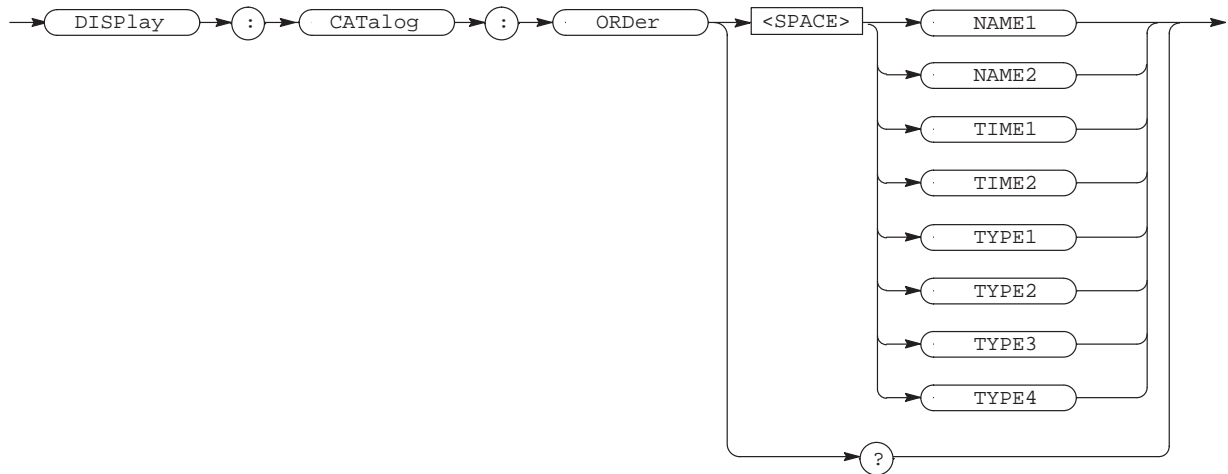 DISPlay : CATalog : ORDer <SPACE> NAME1
NAME2
TIME1
TIME2
TYPE1
TYPE2
TYPE3
TYPE4
?